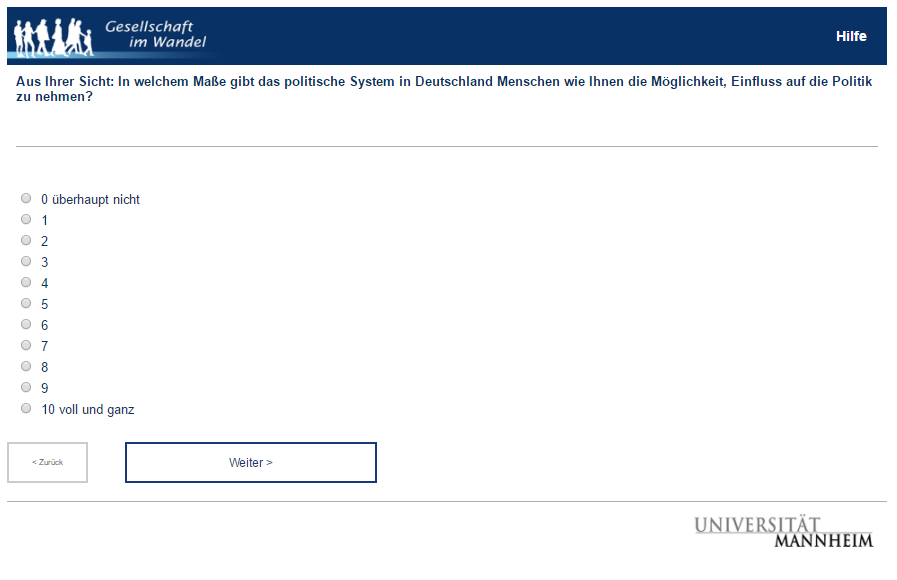 Gesellschaft
im Wandel
Hilfe
Aus Ihrer Sicht: In welchem Maße gibt das politische System in Deutschland Menschen wie Ihnen die Möglichkeit, Einfluss auf die Politik
zu nehmen?
0 überhaupt nicht
1
2
3
4
5
6
7
8
9
10 voll und ganz
< Zurück
Weiter >
UNIVERSITÄT
MANNHEIM